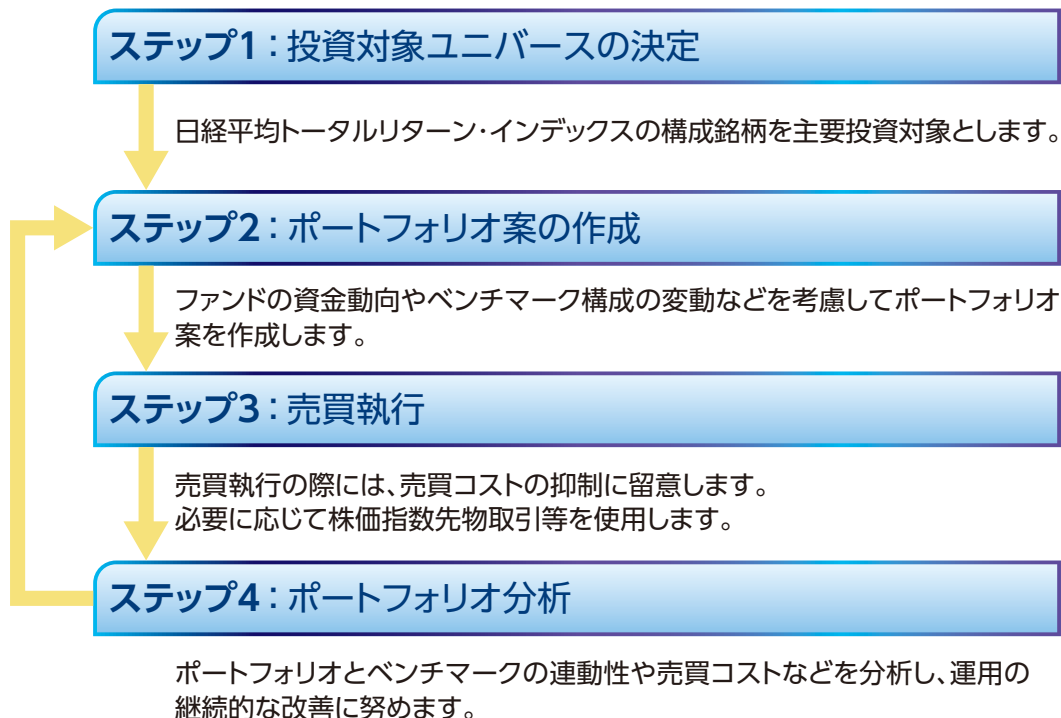 ステップ1：投資対象ユニバースの決定
日経平均トータルリターン・インデックスの構成銘柄を主要投資対象とします。
ステップ2：ポートフォリオ案の作成
ファンドの資金動向やベンチマーク構成の変動などを考慮してポートフォリオ
案を作成します。
ステップ3：売買執行
売買執行の際には、売買コストの抑制に留意します。
必要に応じて株価指数先物取引等を使用します。
ステップ4：ポートフォリオ分析
ポートフォリオとベンチマークの連動性や売買コストなどを分析し、運用の
継続的な改善に努めます。